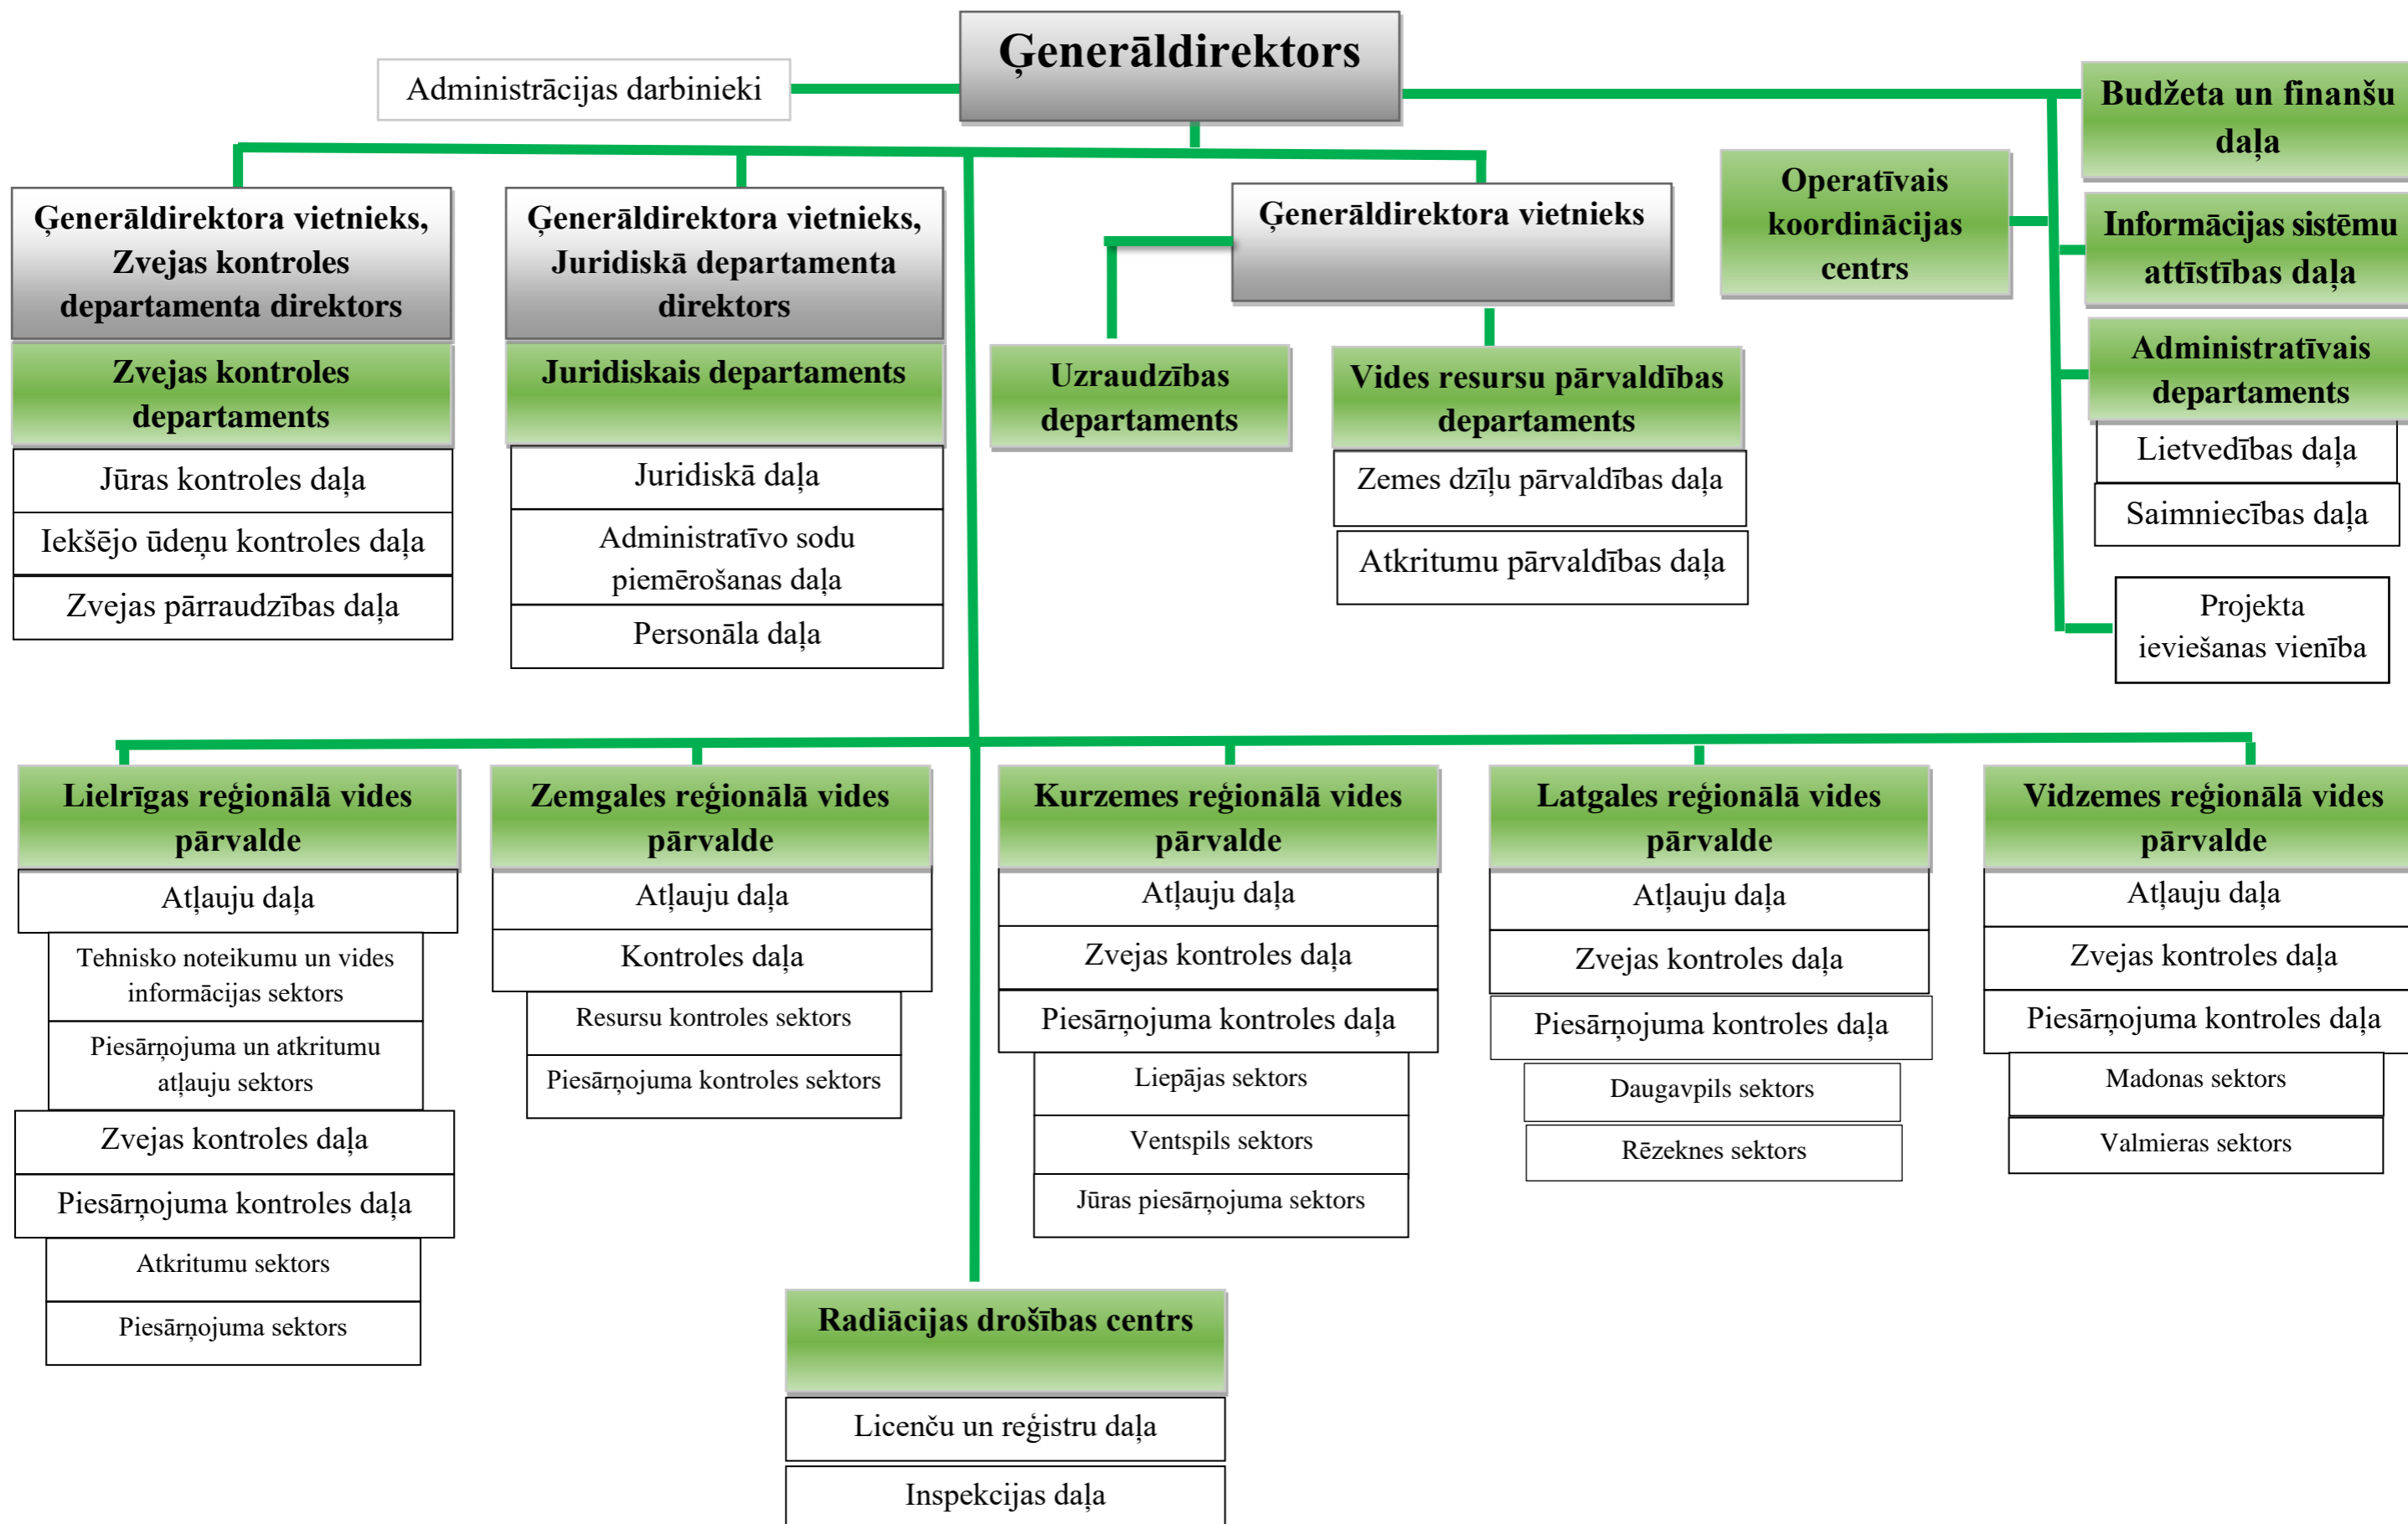 Ģenerāldirektors
Administrācijas darbinieki
Budžeta un finanšu
daļa
Operatīvais
koordinācijas
centrs
Informācijas sistēmu
attīstības daļa
Administratīvais
departaments
Lietvedības daļa
Saimniecības daļa
Projekta
ieviešanas vienība
Ģenerāldirektora vietnieks,
Zvejas kontroles
departamenta direktors
Zvejas kontroles
departaments
Jūras kontroles daļa
Iekšējo ūdeņu kontroles daļa
Zvejas pārraudzības daļa
Ģenerāldirektora vietnieks,
Juridiskā departamenta
direktors
Juridiskais departaments
Juridiskā daļa
Administratīvo sodu
piemērošanas daļa
Personāla daļa
Ģenerāldirektora vietnieks
Uzraudzības
departaments
Vides resursu pārvaldības
departaments
Zemes dzīļu pārvaldības daļa
Atkritumu pārvaldības daļa
Lielrīgas reģionālā vides
pārvalde
Atļauju daļa
Tehnisko noteikumu un vides
informācijas sektors
Piesārņojuma un atkritumu
atļauju sektors
Zvejas kontroles daļa
Piesārņojuma kontroles daļa
Atkritumu sektors
Piesārņojuma sektors
Zemgales reģionālā vides
pārvalde
Atļauju daļa
Kontroles daļa
Resursu kontroles sektors
Piesārņojuma kontroles sektors
Kurzemes reģionālā vides
pārvalde
Atļauju daļa
Zvejas kontroles daļa
Piesārņojuma kontroles daļa
Liepājas sektors
Ventspils sektors
Jūras piesārņojuma sektors
Latgales reģionālā vides
pārvalde
Atļauju daļa
Zvejas kontroles daļa
Piesārņojuma kontroles daļa
Daugavpils sektors
Rēzeknes sektors
Vidzemes reģionālā vides
pārvalde
Atļauju daļa
Zvejas kontroles daļa
Piesārņojuma kontroles daļa
Madonas sektors
Valmieras sektors
Radiācijas drošības centrs
Licenču un reģistru daļa
Inspekcijas daļa